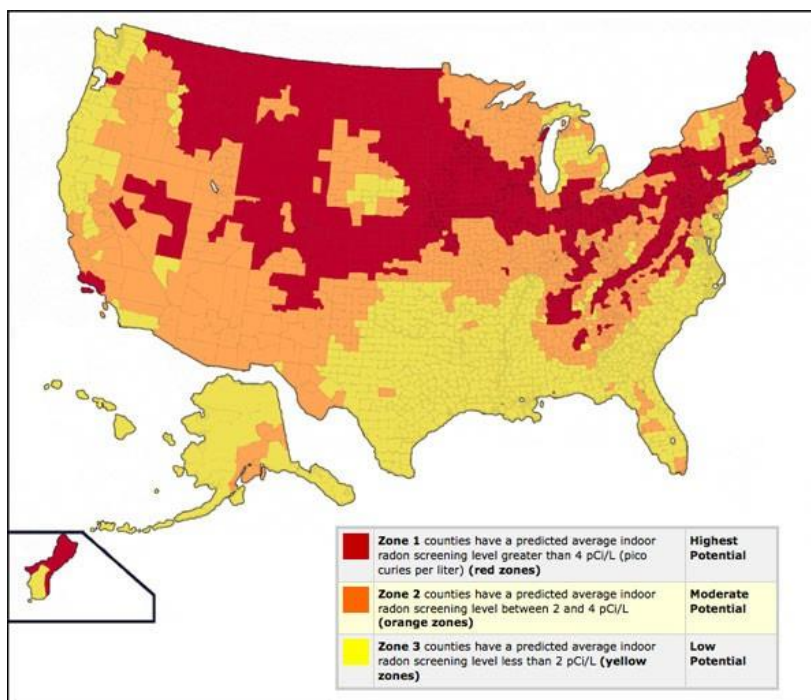 Zone 1 counties have a predicted average indoor
radon screening level greater than 4 pCi/L (pico
curies per liter) (red zones)
Highest
Potential
Zone 2 counties have a predicted average indoor
radon screening level between 2 and 4 pCi/L
(orange zones)
Moderate
Potential
Zone 3 counties have a predicted average indoor
radon screening level less than 2 pCi/L (yellow
zones)
Low
Potential